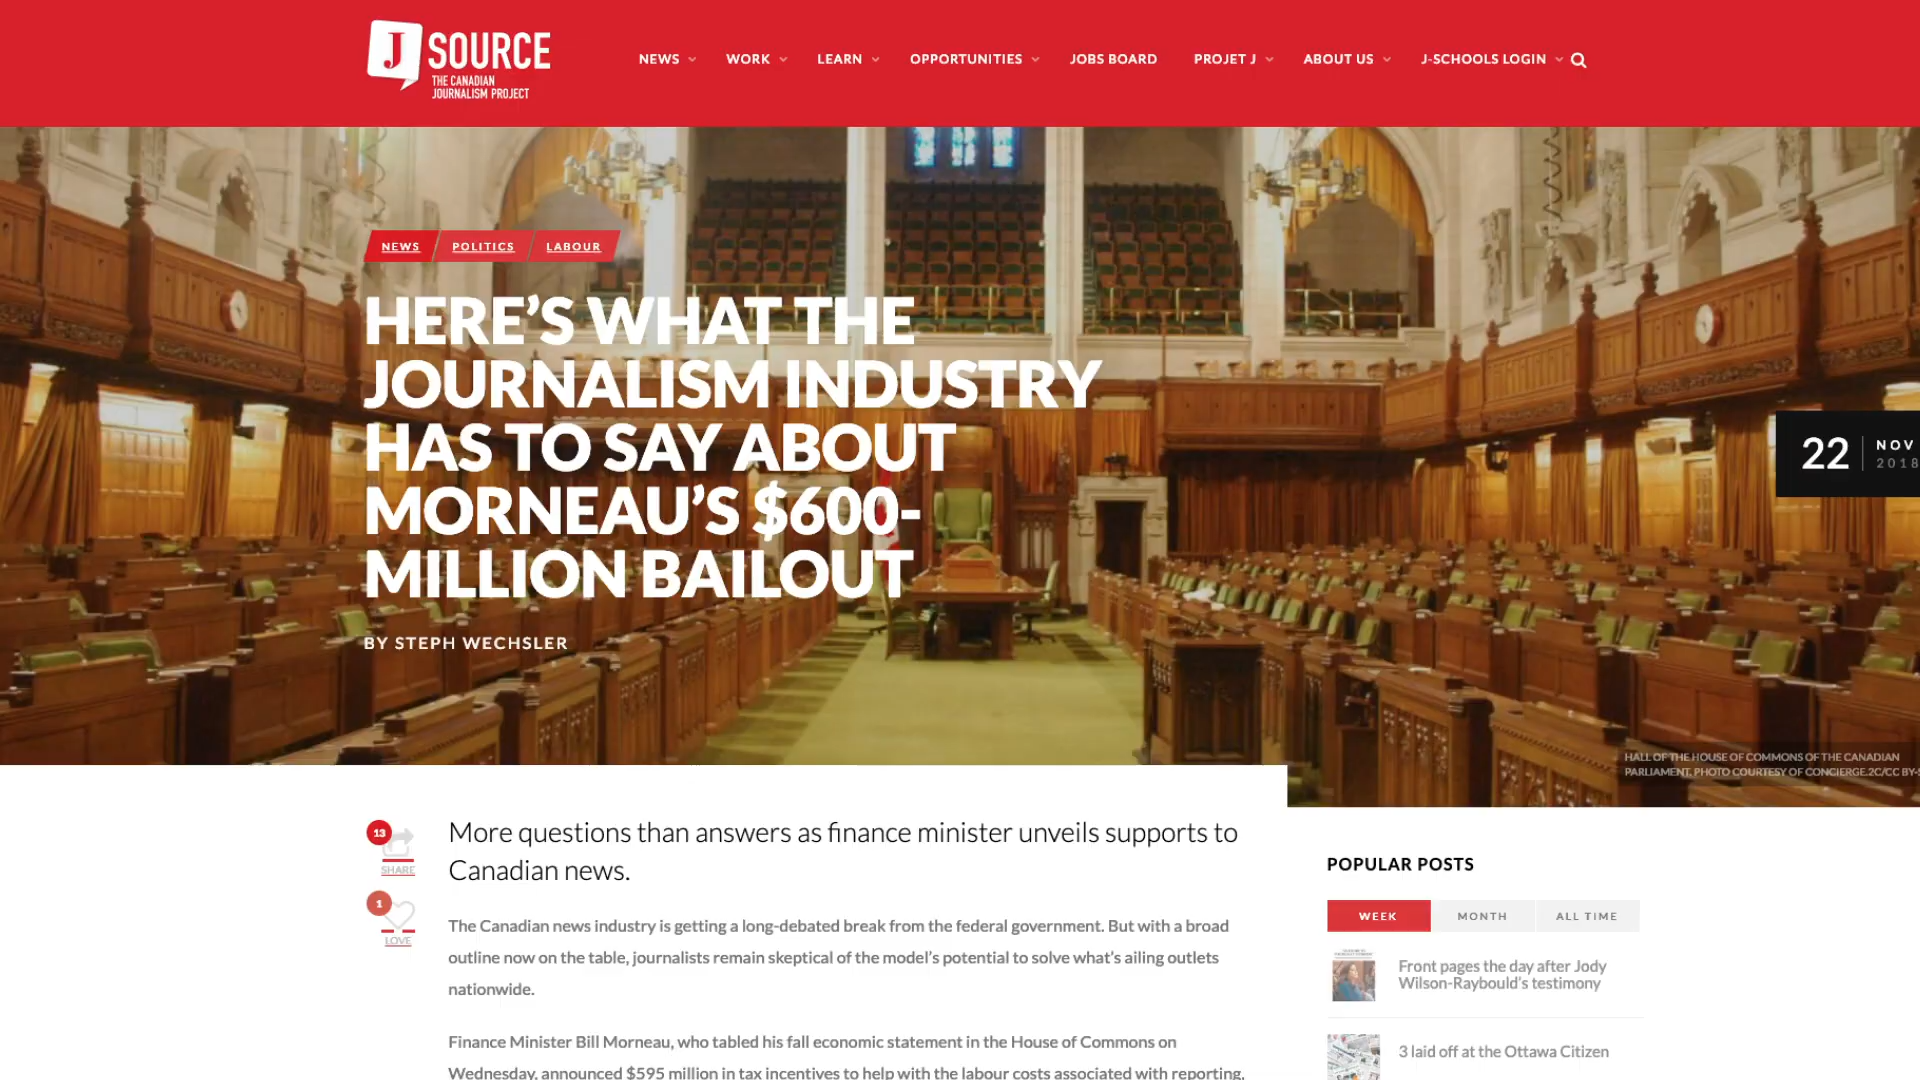 J SOURCE
THE CANADIAN
JOURNALISM PROJECT
NEWS WORK LEARN OPPORTUNITIES JOBS BOARD PROJET J ABOUT US J-SCHOOLS LOGIN
NEWS POLITICS LABOUR
HERE’S WHAT THE
JOURNALISM INDUSTRY
HAS TO SAY ABOUT
MORNEAU’S $600-
MILLION BAILOUT
BY STEPH WECHSLER
22 NOV
2018
HALL OF THE HOUSE OF COMMONS OF THE CANADIAN
PARLIAMENT. PHOTO COURTESY OF CONCIERGE.2C/CC BY-S
13
SHARE
1
LOVE
More questions than answers as finance minister unveils supports to
Canadian news.
The Canadian news industry is getting a long-debated break from the federal government. But with a broad
outline now on the table, journalists remain skeptical of the model’s potential to solve what’s ailing outlets
nationwide.
Finance Minister Bill Morneau, who tabled his fall economic statement in the House of Commons on
Wednesday, announced $595 million in tax incentives to help with the labour costs associated with reporting,
POPULAR POSTS
WEEK MONTH ALL TIME
Front pages the day after Jody
Wilson-Raybould’s testimony
3 laid off at the Ottawa Citizen